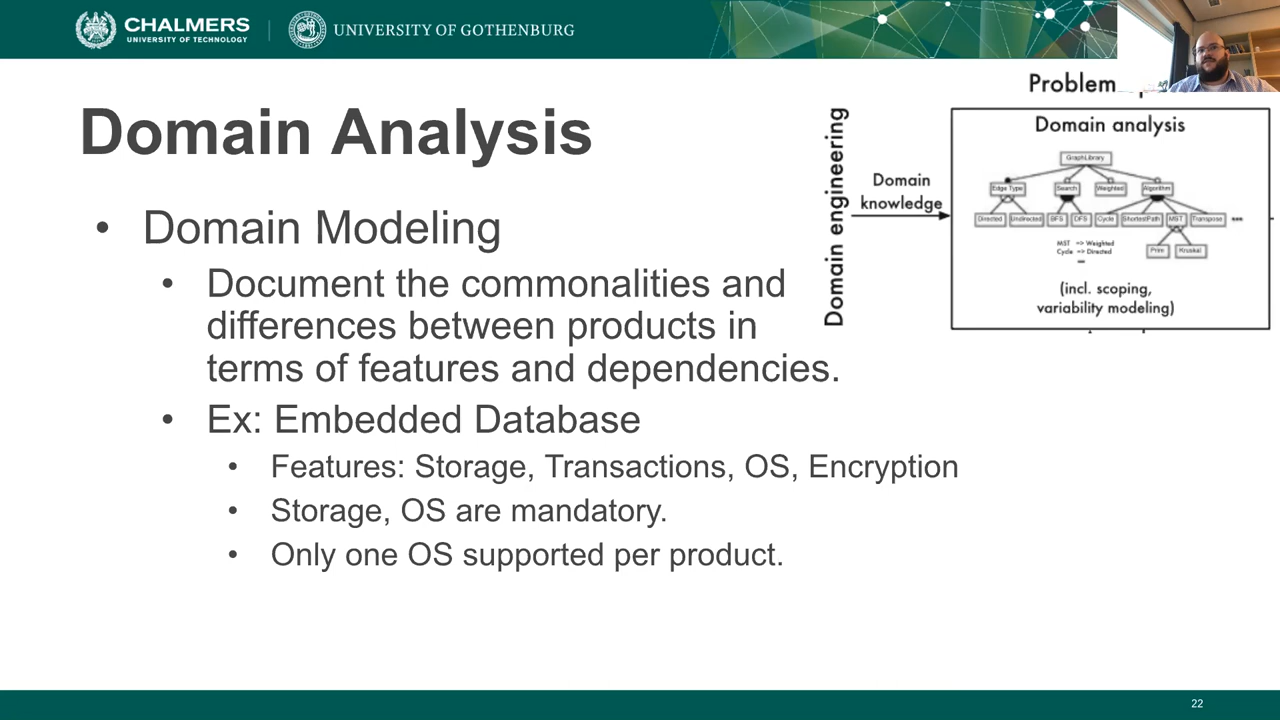 CHALMERS
UNIVERSITY OF TECHNOLOGY
UNIVERSITY OF GOTHENBURG
Domain Analysis
• Domain Modeling
• Document the commonalities and
differences between products in
terms of features and dependencies.
• Ex: Embedded Database
• Features: Storage, Transactions, OS, Encryption
• Storage, OS are mandatory.
• Only one OS supported per product.
Problem
Domain engineering
Domain
knowledge
Domain analysis
GraphLibrary
Edge Type Search Weighted Algorithm
Directed Undirected BFS DFS Cycle ShortestPath MST Transpose
MST => Weighted
Cycle => Directed
Prim Kruskal
(incl. scoping,
variability modeling)
22